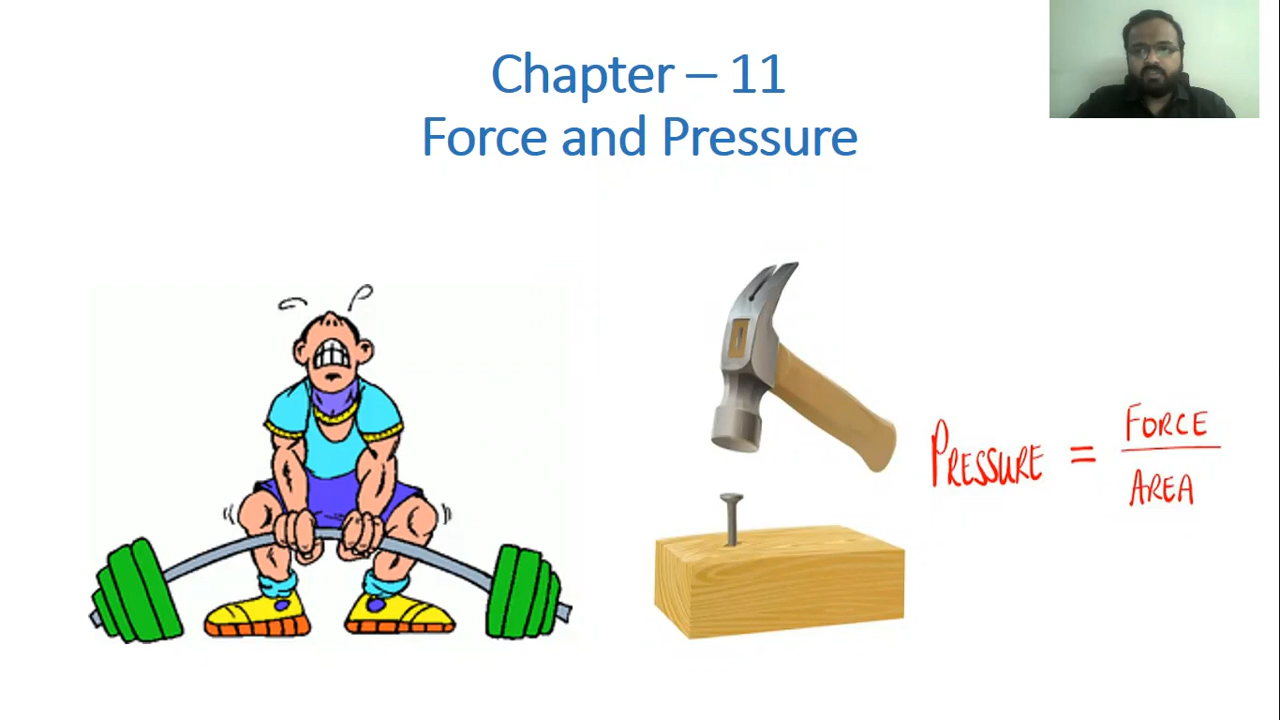 Chapter – 11
Force and Pressure
PRESSURE = FORCE
AREA